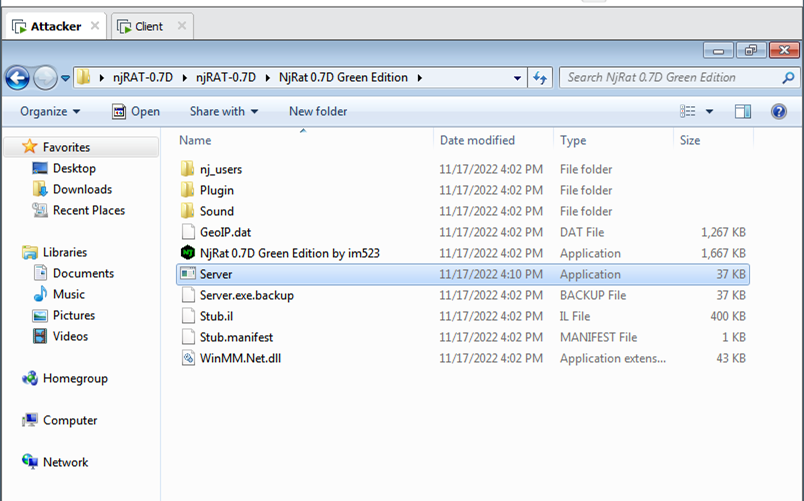 Attacker Client
njRAT-0.7D njRAT-0.7D NjRat 0.7D Green Edition Search NjRat 0.7D Green Edition
Organize Open Share with New folder
Favorites
Desktop
Downloads
Recent Places
Libraries
Documents
Music
Pictures
Videos
Homegroup
Computer
Network
Name Date modified Type Size
nj_users 11/17/2022 4:02 PM File folder
Plugin 11/17/2022 4:02 PM File folder
Sound 11/17/2022 4:02 PM File folder
GeoIP.dat 11/17/2022 4:02 PM DAT File 1,267 KB
NjRat 0.7D Green Edition by im523 11/17/2022 4:02 PM Application 1,667 KB
Server 11/17/2022 4:10 PM Application 37 KB
Server.exe.backup 11/17/2022 4:02 PM BACKUP File 37 KB
Stub.il 11/17/2022 4:02 PM IL File 400 KB
Stub.manifest 11/17/2022 4:02 PM MANIFEST File 1 KB
WinMM.Net.dll 11/17/2022 4:02 PM Application extens... 43 KB